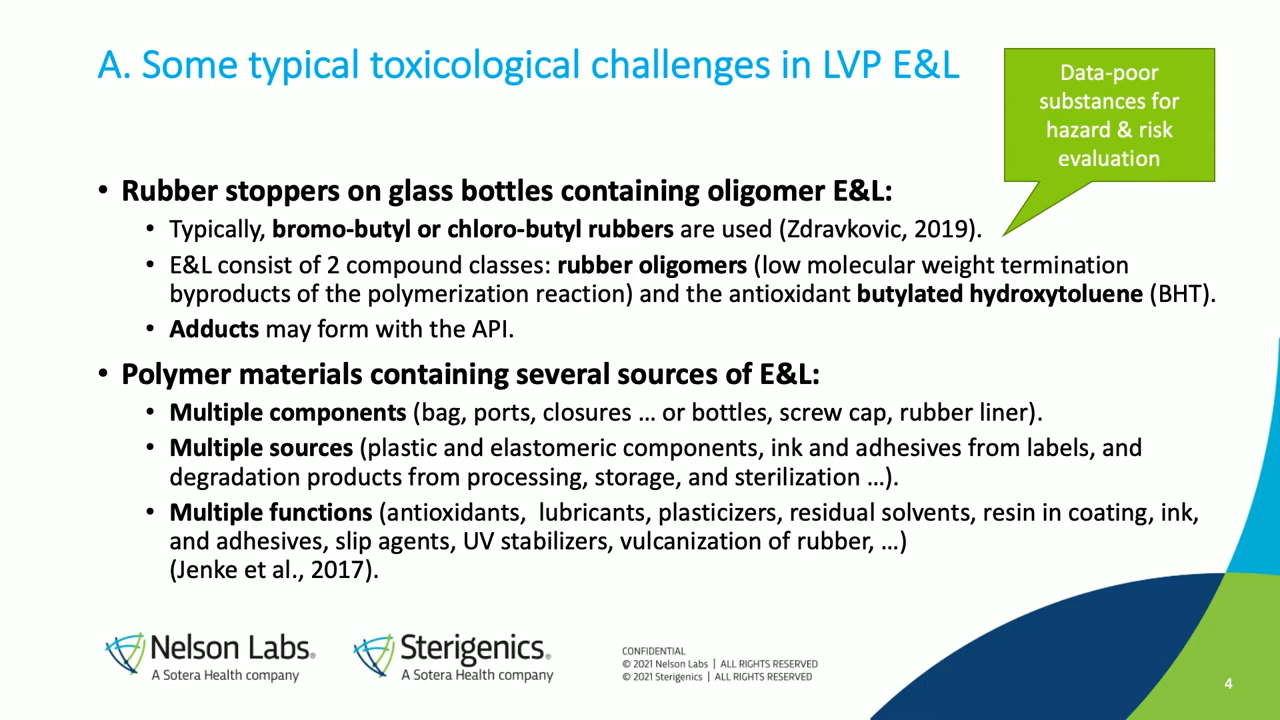 A. Some typical toxicological challenges in LVP E&L
Data-poor
substances for
hazard & risk
evaluation
• Rubber stoppers on glass bottles containing oligomer E&L:
• Typically, bromo-butyl or chloro-butyl rubbers are used (Zdravkovic, 2019).
• E&L consist of 2 compound classes: rubber oligomers (low molecular weight termination
byproducts of the polymerization reaction) and the antioxidant butylated hydroxytoluene (BHT).
• Adducts may form with the API.
• Polymer materials containing several sources of E&L:
• Multiple components (bag, ports, closures … or bottles, screw cap, rubber liner).
• Multiple sources (plastic and elastomeric components, ink and adhesives from labels, and
degradation products from processing, storage, and sterilization …).
• Multiple functions (antioxidants, lubricants, plasticizers, residual solvents, resin in coating, ink,
and adhesives, slip agents, UV stabilizers, vulcanization of rubber, …)
(Jenke et al., 2017).
Nelson Labs®
A Sotera Health company
Sterigenics®
A Sotera Health company
CONFIDENTIAL
© 2021 Nelson Labs | ALL RIGHTS RESERVED
© 2021 Sterigenics | ALL RIGHTS RESERVED
4